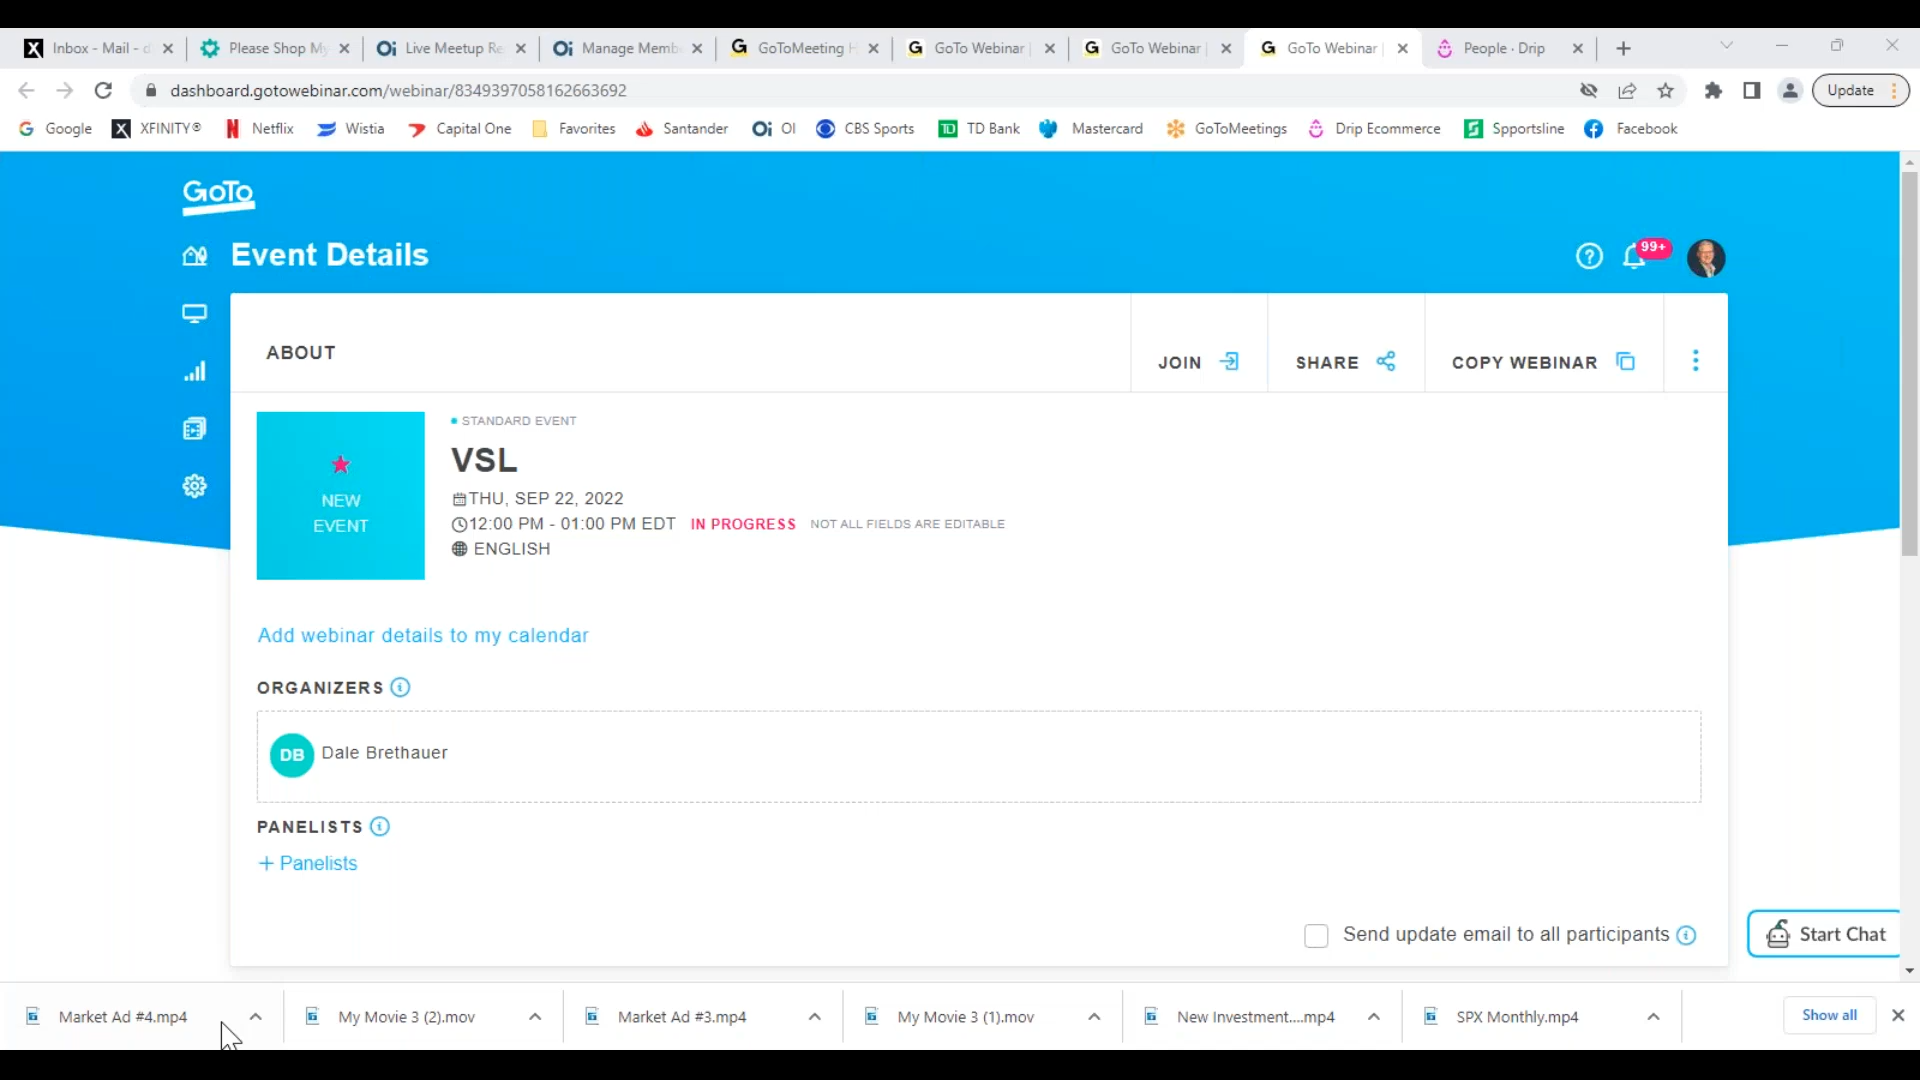 Inbox - Mail - d
Please Shop My
Live Meetup Re
Manage Memb
GoToMeeting H
GoTo Webinar |
GoTo Webinar |
GoTo Webinar |
People · Drip
dashboard.gotowebinar.com/webinar/8349397058162663692
Update
Google
XFINITY®
Netflix
Wistia
Capital One
Favorites
Santander
OI
CBS Sports
TD Bank
Mastercard
GoToMeetings
Drip Ecommerce
Spportsline
Facebook
GoTo
Event Details
99+
ABOUT
JOIN
SHARE
COPY WEBINAR
NEW
EVENT
STANDARD EVENT
VSL
THU, SEP 22, 2022
12:00 PM - 01:00 PM EDT IN PROGRESS NOT ALL FIELDS ARE EDITABLE
ENGLISH
Add webinar details to my calendar
ORGANIZERS
DB Dale Brethauer
PANELISTS
+ Panelists
Send update email to all participants
Start Chat
Market Ad #4.mp4
My Movie 3 (2).mov
Market Ad #3.mp4
My Movie 3 (1).mov
New Investment....mp4
SPX Monthly.mp4
Show all